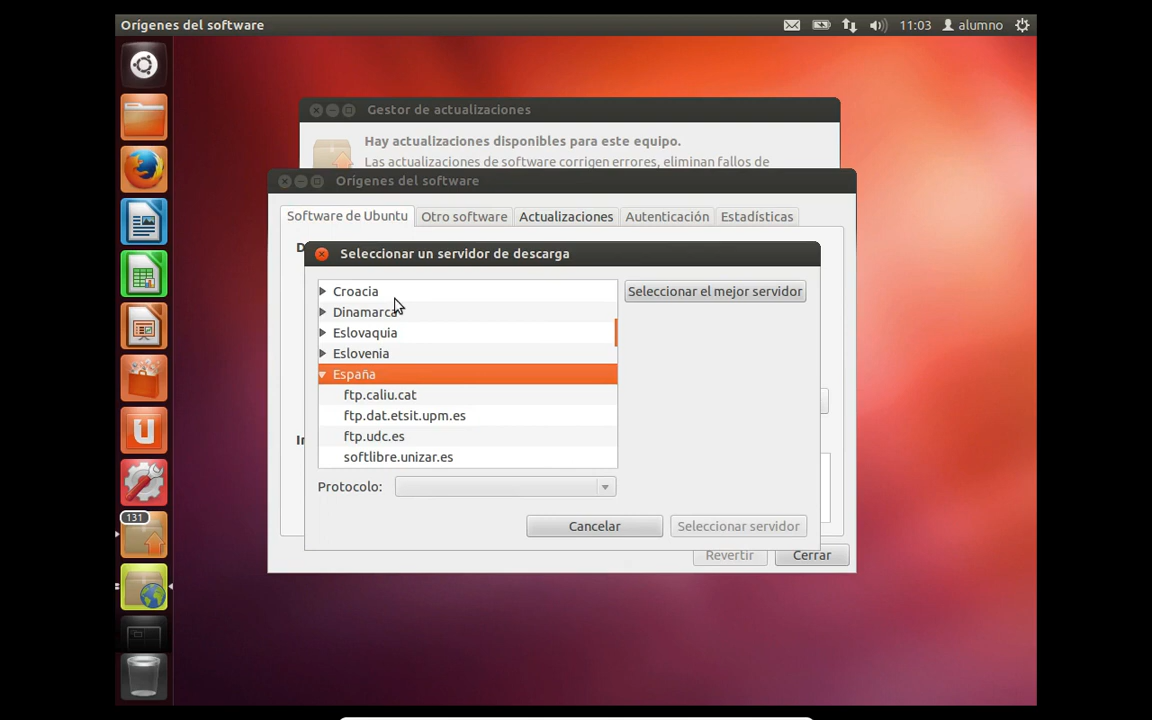 Orígenes del software
11:03
alumno
Gestor de actualizaciones
Hay actualizaciones disponibles para este equipo.
Las actualizaciones de software corrigen errores, eliminan fallos de
Orígenes del software
Software de Ubuntu
Otro software
Actualizaciones
Autenticación
Estadísticas
Seleccionar un servidor de descarga
Croacia
Dinamarca
Eslovaquia
Eslovenia
España
ftp.caliu.cat
ftp.dat.etsit.upm.es
ftp.udc.es
softlibre.unizar.es
Seleccionar el mejor servidor
Protocolo:
Cancelar
Seleccionar servidor
Revertir
Cerrar
131